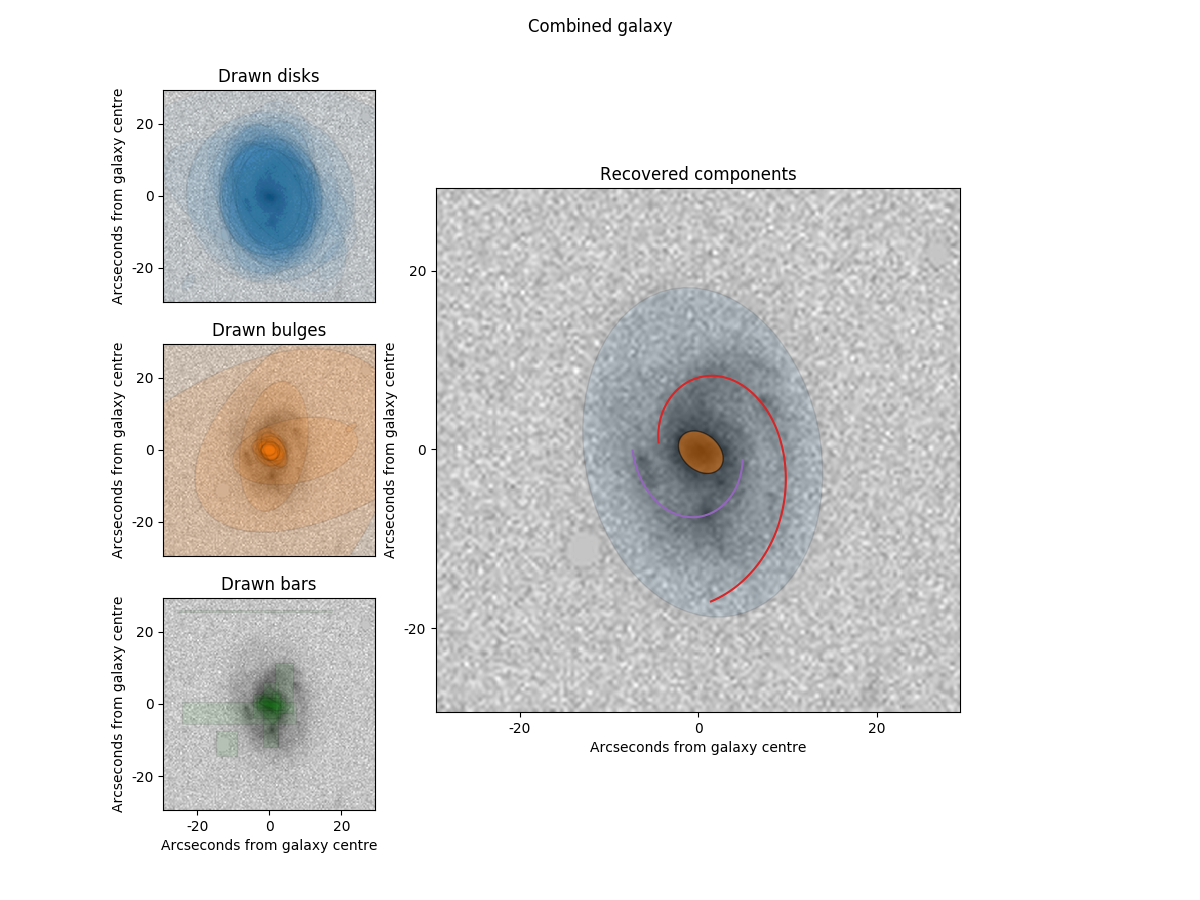 Combined galaxy
Drawn disks
Arcseconds from galaxy centre
20
0
-20
Drawn bulges
Arcseconds from galaxy centre
20
0
-20
Drawn bars
Arcseconds from galaxy centre
20
0
-20
-20 0 20
Arcseconds from galaxy centre
Recovered components
Arcseconds from galaxy centre
20
0
-20
-20 0 20
Arcseconds from galaxy centre